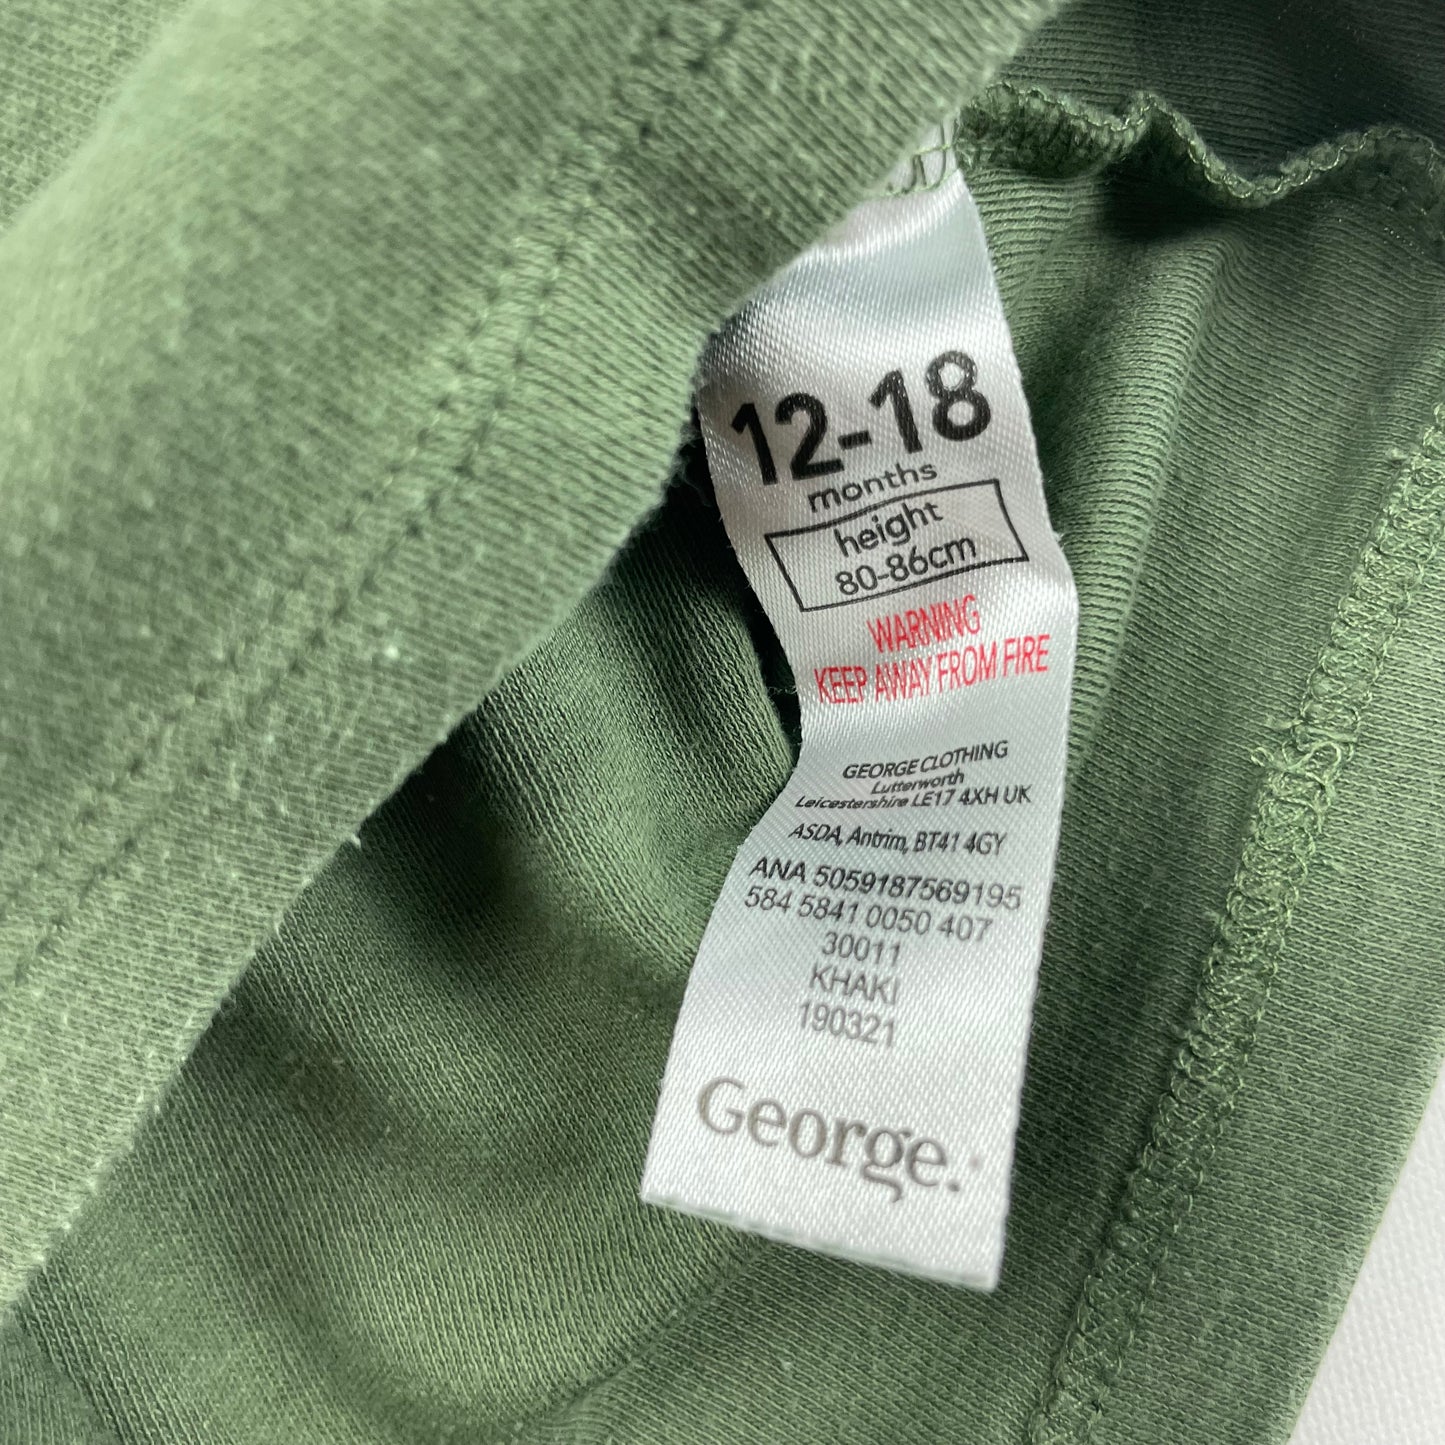 12-18
months
height
80-86cm
WARNING
KEEP AWAY FROM FIRE
GEORGE CLOTHING
Lutterworth
Leicestershire LE17 4XH UK
ASDA, Antrim, BT41 4GY
ANA 5059187569195
584 5841 0050 407
30011
KHAKI
190321
George.